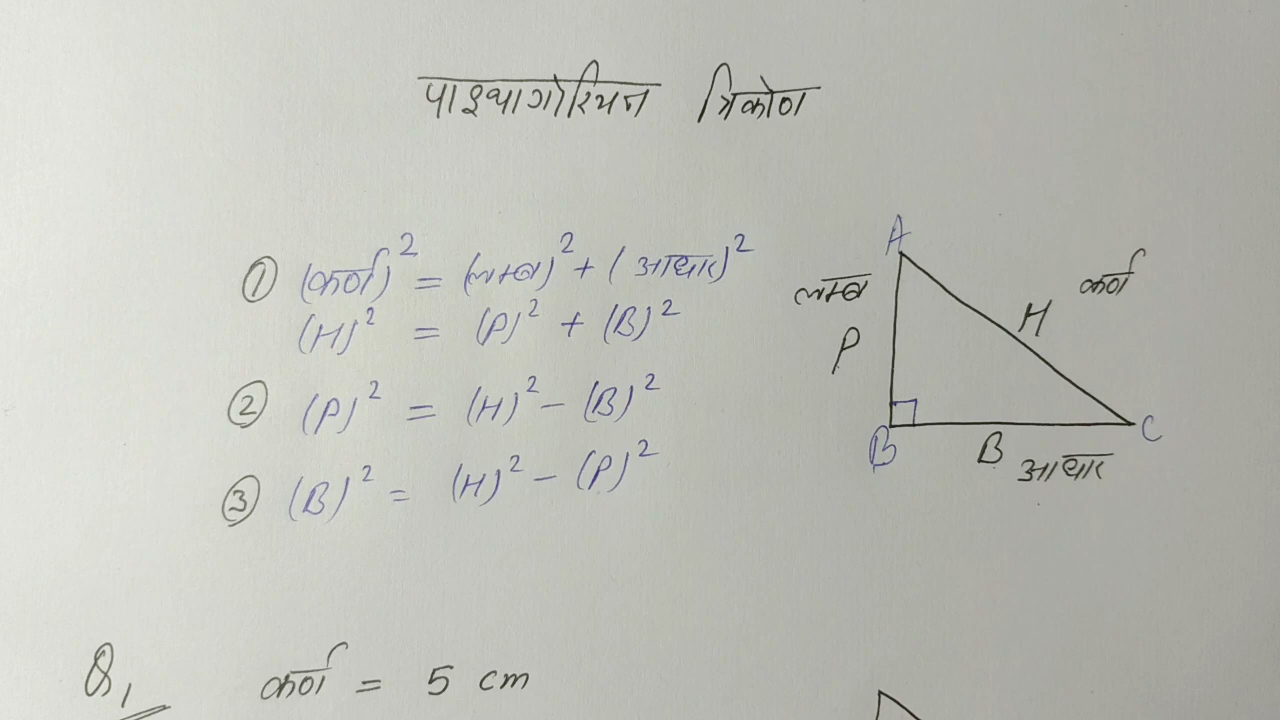 पाइथागोरियन त्रिकोण
① (कर्ण)² = (लम्ब)² + (आधार)²
(H)² = (P)² + (B)²
② (P)² = (H)² - (B)²
③ (B)² = (H)² - (P)²
A
लम्ब
कर्ण
H
P
B
B
C
आधार
Q₁ कर्ण = 5 cm